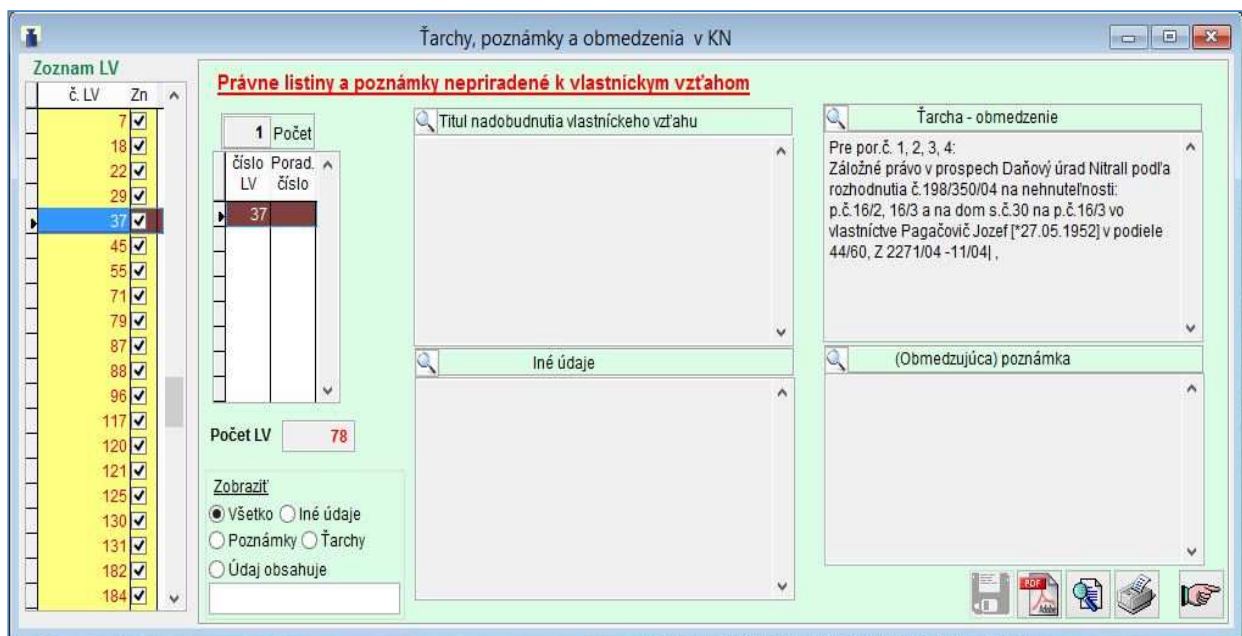 Ťarchy, poznámky a obmedzenia v KN
Zoznam LV
č. LV Zn
7
18
22
29
37
45
55
71
79
87
88
96
117
120
121
125
130
131
182
184
Právne listiny a poznámky nepriradené k vlastníckym vzťahom
1 Počet
číslo Porad.
LV číslo
37
Počet LV 78
Zobraziť
Všetko Iné údaje
Poznámky Ťarchy
Údaj obsahuje
Titul nadobudnutia vlastníckeho vzťahu
Iné údaje
Ťarcha - obmedzenie
Pre por.č. 1, 2, 3, 4:
Záložné právo v prospech Daňový úrad Nitrall podľa
rozhodnutia č.198/350/04 na nehnuteľnosti:
p.č.16/2, 16/3 a na dom s.č.30 na p.č.16/3 vo
vlastníctve Pagačovič Jozef [*27.05.1952] v podiele
44/60, Z 2271/04 -11/04| ,
(Obmedzujúca) poznámka
PDF
Adobe